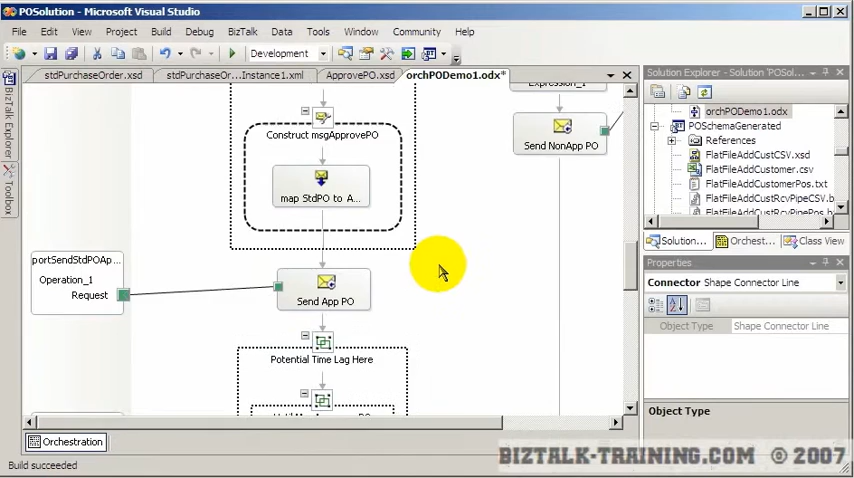 POSolution - Microsoft Visual Studio
File Edit View Project Build Debug BizTalk Data Tools Window Community Help
Development
stdPurchaseOrder.xsd stdPurchaseOr...Instance1.xml ApprovePO.xsd orchPODemo1.odx*
BizTalk Explorer
Toolbox
Expression_1
Construct msgApprovePO
map StdPO to A...
Send NonApp PO
portSendStdPOAp...
Operation_1
Request
Send App PO
Potential Time Lag Here
Orchestration
Build succeeded
Solution Explorer - 'POSol...
orchPODemo1.odx
POSchemaGenerated
References
FlatFileAddCustCSV.xsd
FlatFileAddCustomer.csv
FlatFileAddCustomerPos.txt
FlatFileAddCustRcvPipeCSV.b
Solution... Orchest... Class View
Properties
Connector Shape Connector Line
Object Type Shape Connector Line
Object Type
BIZTALK-TRAINING.COM © 2007